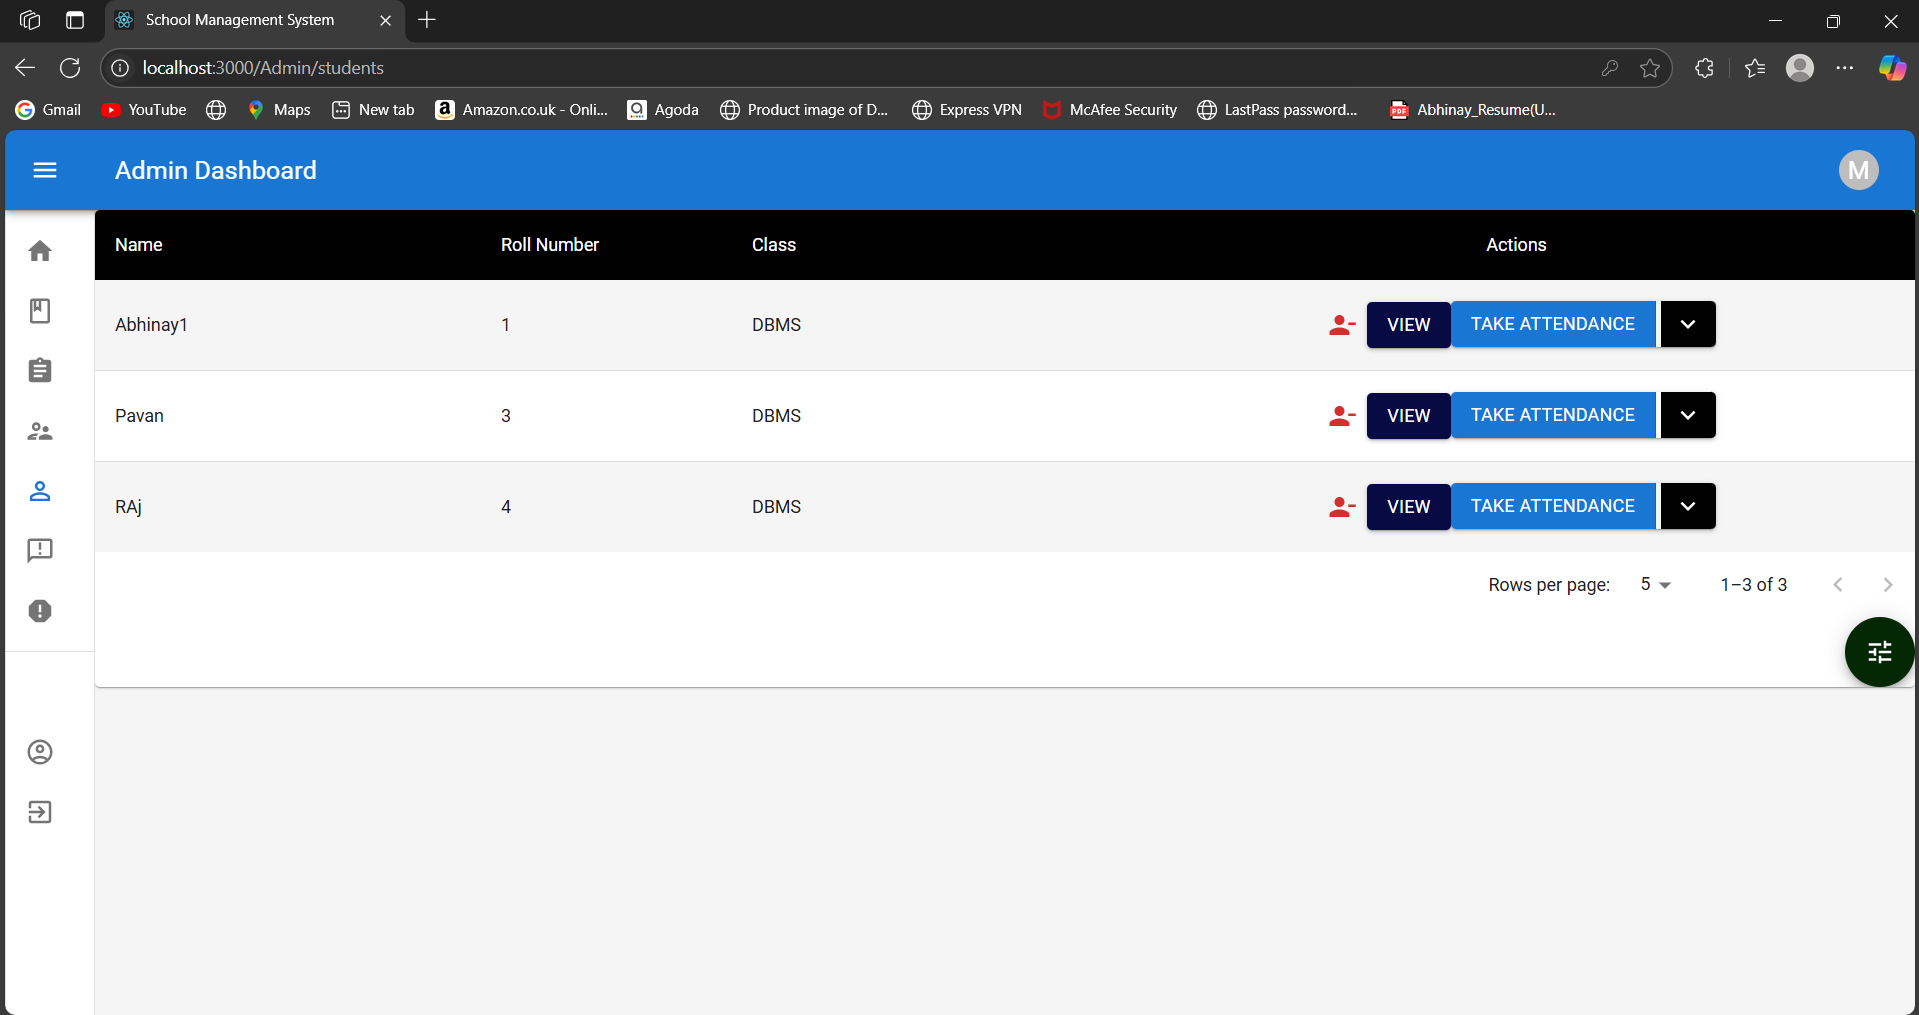 School Management System
localhost:3000/Admin/students
Gmail YouTube Maps New tab Amazon.co.uk - Onli... Agoda Product image of D... Express VPN McAfee Security LastPass password... Abhinay_Resume(U...
Admin Dashboard M
Name Roll Number Class Actions
Abhinay1 1 DBMS VIEW TAKE ATTENDANCE
Pavan 3 DBMS VIEW TAKE ATTENDANCE
RAj 4 DBMS VIEW TAKE ATTENDANCE
Rows per page: 5 1–3 of 3